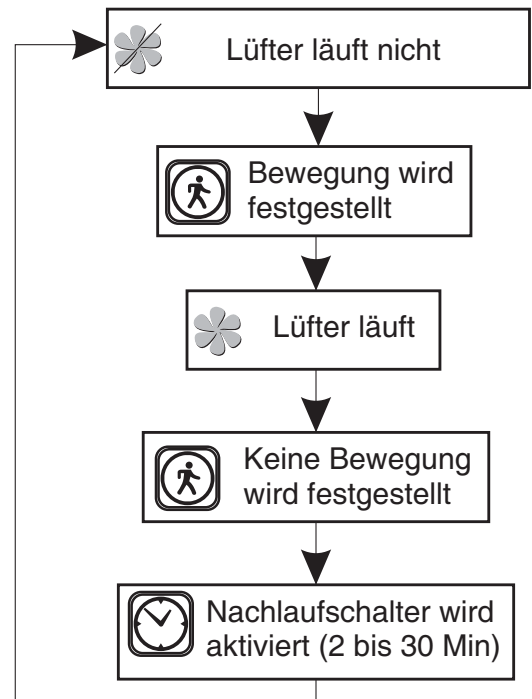 Lüfter läuft nicht
Bewegung wird
festgestellt
Lüfter läuft
Keine Bewegung
wird festgestellt
Nachlaufschalter wird
aktiviert (2 bis 30 Min)